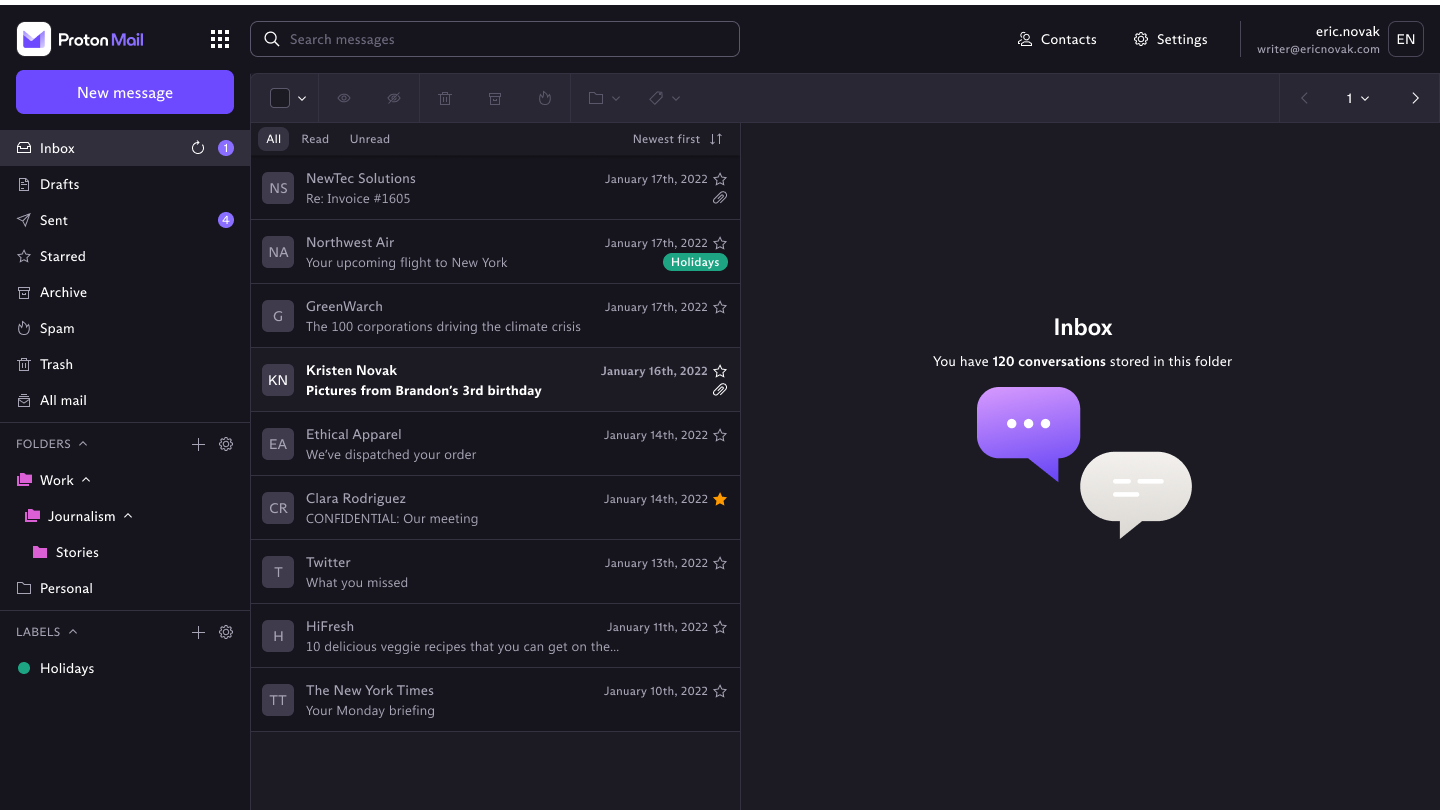 Proton Mail
Search messages
Contacts
Settings
eric.novak
writer@ericnovak.com
EN
New message
1
Inbox
1
Drafts
Sent
4
Starred
Archive
Spam
Trash
All mail
FOLDERS
Work
Journalism
Stories
Personal
LABELS
Holidays
All
Read
Unread
Newest first
NS
NewTec Solutions
January 17th, 2022
Re: Invoice #1605
NA
Northwest Air
January 17th, 2022
Your upcoming flight to New York
Holidays
G
GreenWarch
January 17th, 2022
The 100 corporations driving the climate crisis
KN
Kristen Novak
January 16th, 2022
Pictures from Brandon’s 3rd birthday
EA
Ethical Apparel
January 14th, 2022
We’ve dispatched your order
CR
Clara Rodriguez
January 14th, 2022
CONFIDENTIAL: Our meeting
T
Twitter
January 13th, 2022
What you missed
H
HiFresh
January 11th, 2022
10 delicious veggie recipes that you can get on the…
TT
The New York Times
January 10th, 2022
Your Monday briefing
Inbox
You have 120 conversations stored in this folder